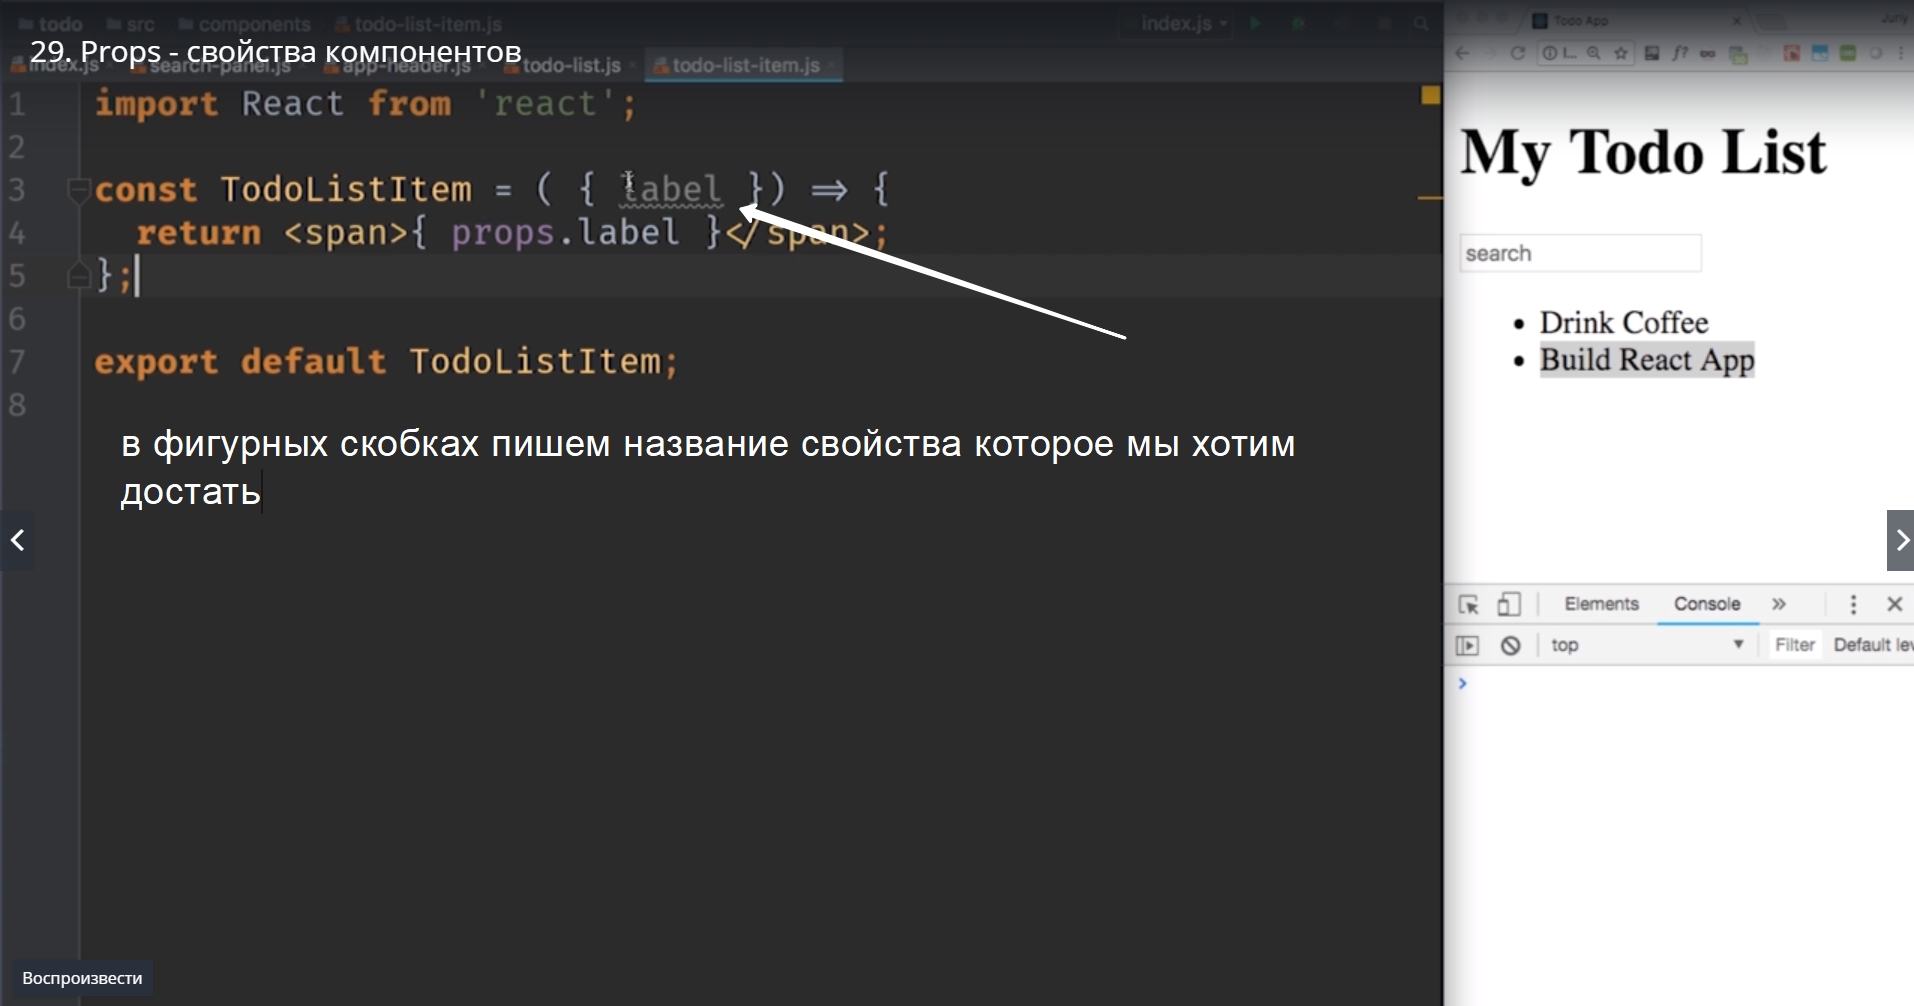 todo src components todo-list-item.js index.js
29. Props - свойства компонентов
index.js search-panel.js app-header.js todo-list.js todo-list-item.js
1 import React from 'react';
2
3 const TodoListItem = ( { label }) => {
4 return <span>{ props.label }</span>;
5 };
6
7 export default TodoListItem;
8
в фигурных скобках пишем название свойства которое мы хотим
достать
Воспроизвести
Todo App
My Todo List
search
• Drink Coffee
• Build React App
Elements Console »
top Filter Default lev